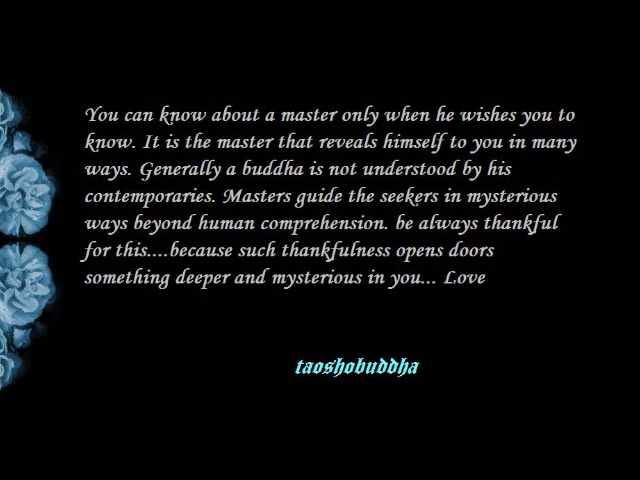 You can know about a master only when he wishes you to
know. It is the master that reveals himself to you in many
ways. Generally a buddha is not understood by his
contemporaries. Masters guide the seekers in mysterious
ways beyond human comprehension. be always thankful
for this....because such thankfulness opens doors
something deeper and mysterious in you... Love
taoshobuddha